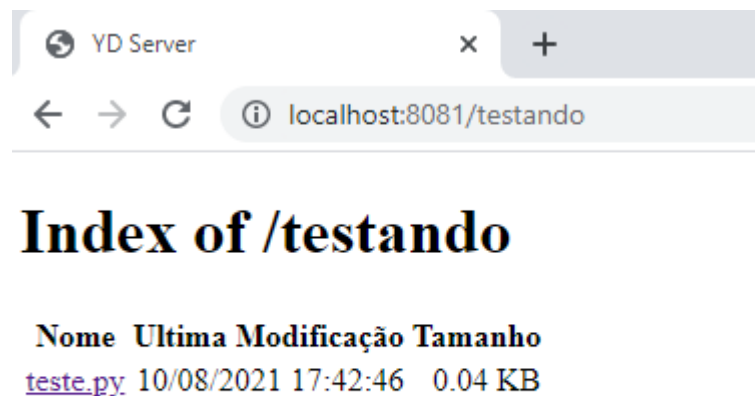 YD Server
localhost:8081/testando
Index of /testando
Nome Ultima Modificação Tamanho
teste.py 10/08/2021 17:42:46 0.04 KB